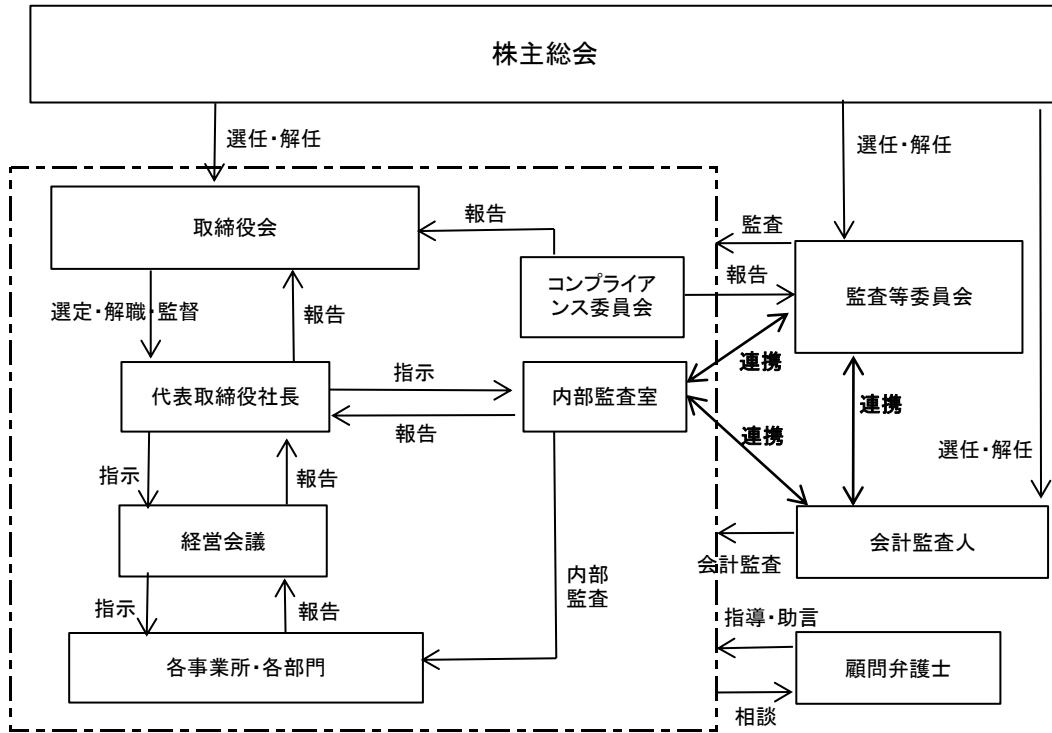 株主総会
選任・解任
選任・解任
取締役会
報告
監査
コンプライア
ンス委員会
報告
監査等委員会
選定・解職・監督
報告
連携
代表取締役社長
指示
内部監査室
報告
連携
連携
選任・解任
指示
報告
経営会議
会計監査人
会計監査
内部
監査
指示
報告
指導・助言
各事業所・各部門
顧問弁護士
相談